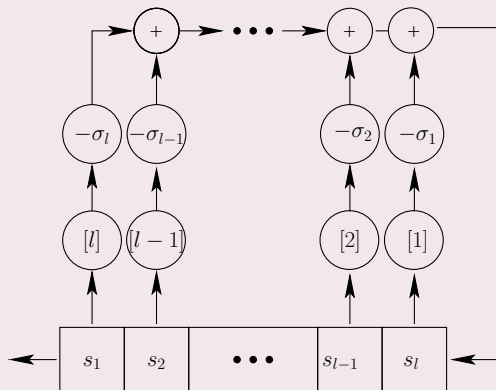 + ••• + +
−σ_l −σ_{l−1} −σ_2 −σ_1
[l] [l − 1] [2] [1]
s_1 s_2 ••• s_{l−1} s_l